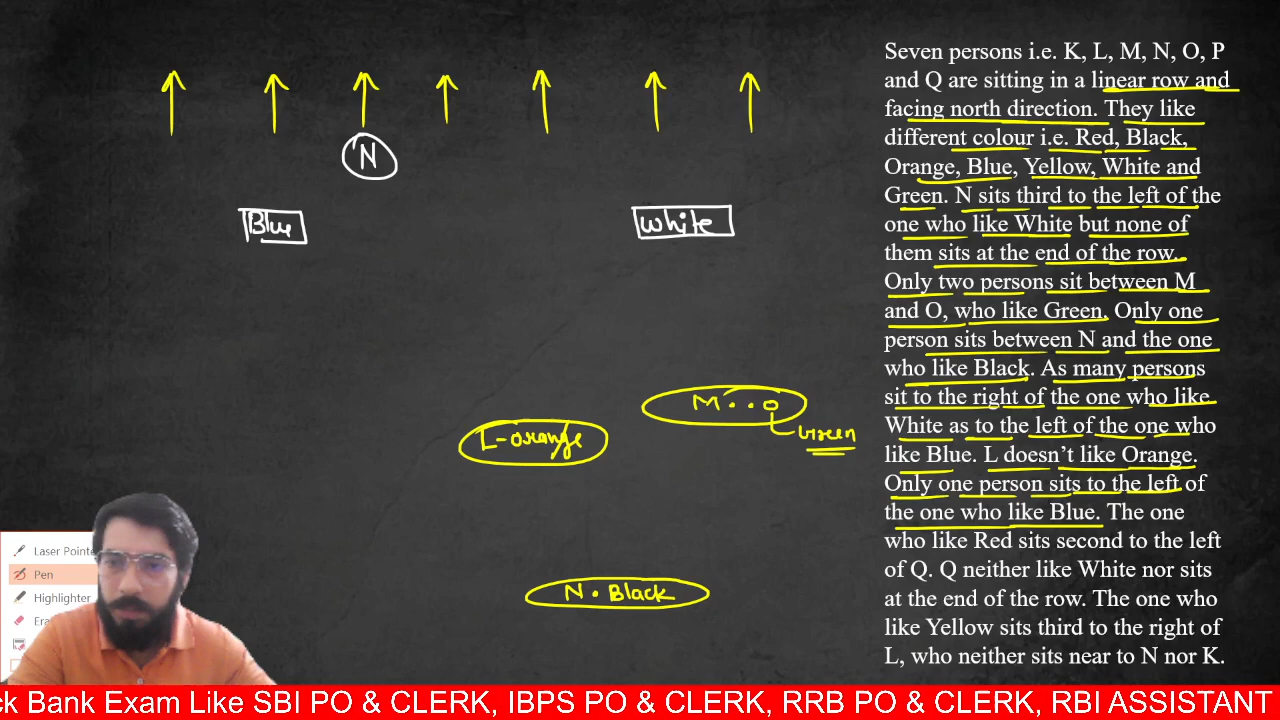 Seven persons i.e. K, L, M, N, O, P
and Q are sitting in a linear row and
facing north direction. They like
different colour i.e. Red, Black,
Orange, Blue, Yellow, White and
Green. N sits third to the left of the
one who like White but none of
them sits at the end of the row.
Only two persons sit between M
and O, who like Green. Only one
person sits between N and the one
who like Black. As many persons
sit to the right of the one who like
White as to the left of the one who
like Blue. L doesn't like Orange.
Only one person sits to the left of
the one who like Blue. The one
who like Red sits second to the left
of Q. Q neither like White nor sits
at the end of the row. The one who
like Yellow sits third to the right of
L, who neither sits near to N nor K.
N
Blue
White
M . . O
Green
L-orange
N . Black
Laser Pointe
Pen
Highlighter
Era
ck Bank Exam Like SBI PO & CLERK, IBPS PO & CLERK, RRB PO & CLERK, RBI ASSISTANT